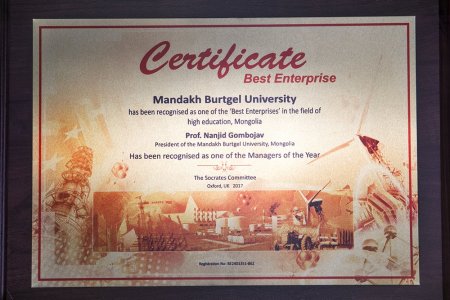 Certificate
Best Enterprise
Mandakh Burtgel University
has been recognised as one of the 'Best Enterprises' in the field of
high education, Mongolia
Prof. Nanjid Gombojav
President of the Mandakh Burtgel University, Mongolia
Has been recognised as one of the Managers of the Year
The Socrates Committee
Oxford, UK 2017
Registration No: